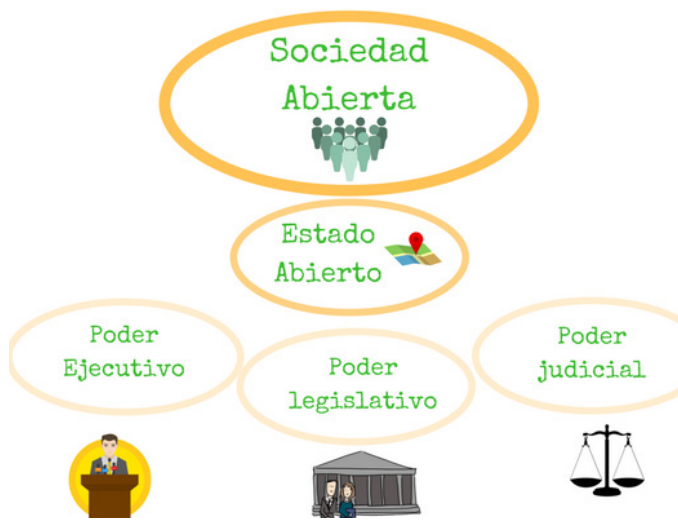 Sociedad
Abierta
Estado
Abierto
Poder
Ejecutivo
Poder
legislativo
Poder
judicial